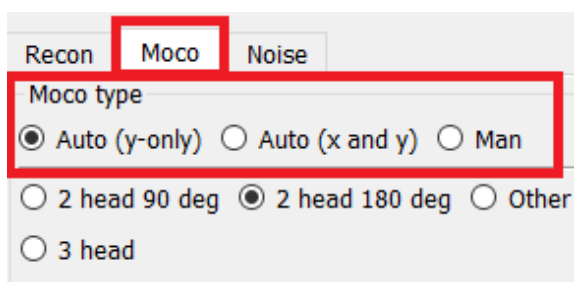 Recon Moco Noise
Moco type
Auto (y-only) Auto (x and y) Man
2 head 90 deg 2 head 180 deg Other
3 head